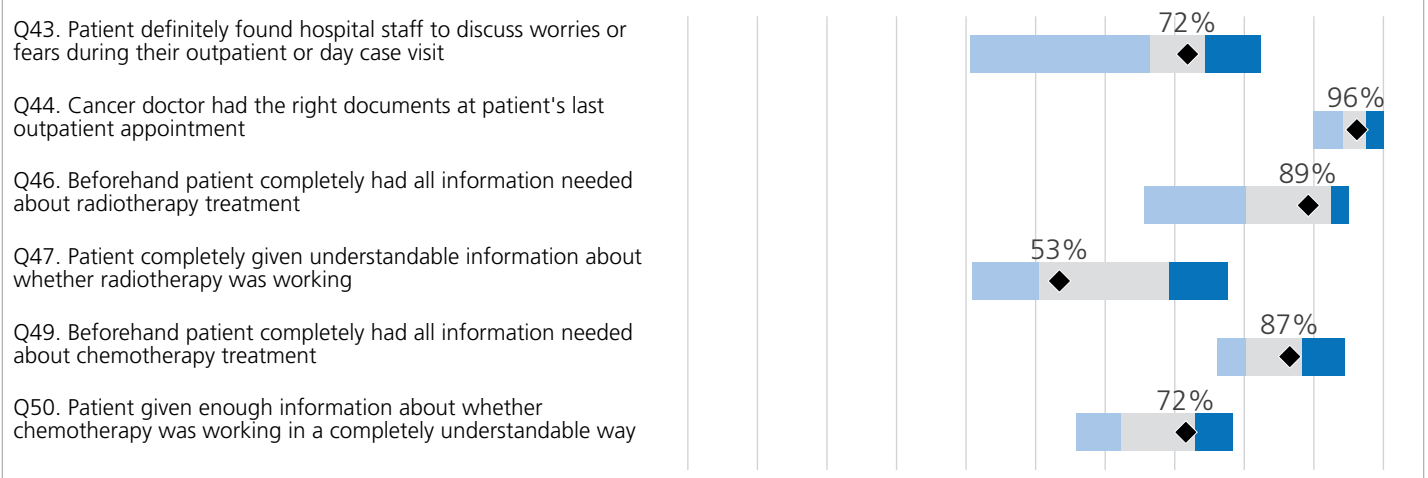 Q43. Patient definitely found hospital staff to discuss worries or
fears during their outpatient or day case visit
72%
Q44. Cancer doctor had the right documents at patient's last
outpatient appointment
96%
Q46. Beforehand patient completely had all information needed
about radiotherapy treatment
89%
Q47. Patient completely given understandable information about
whether radiotherapy was working
53%
Q49. Beforehand patient completely had all information needed
about chemotherapy treatment
87%
Q50. Patient given enough information about whether
chemotherapy was working in a completely understandable way
72%